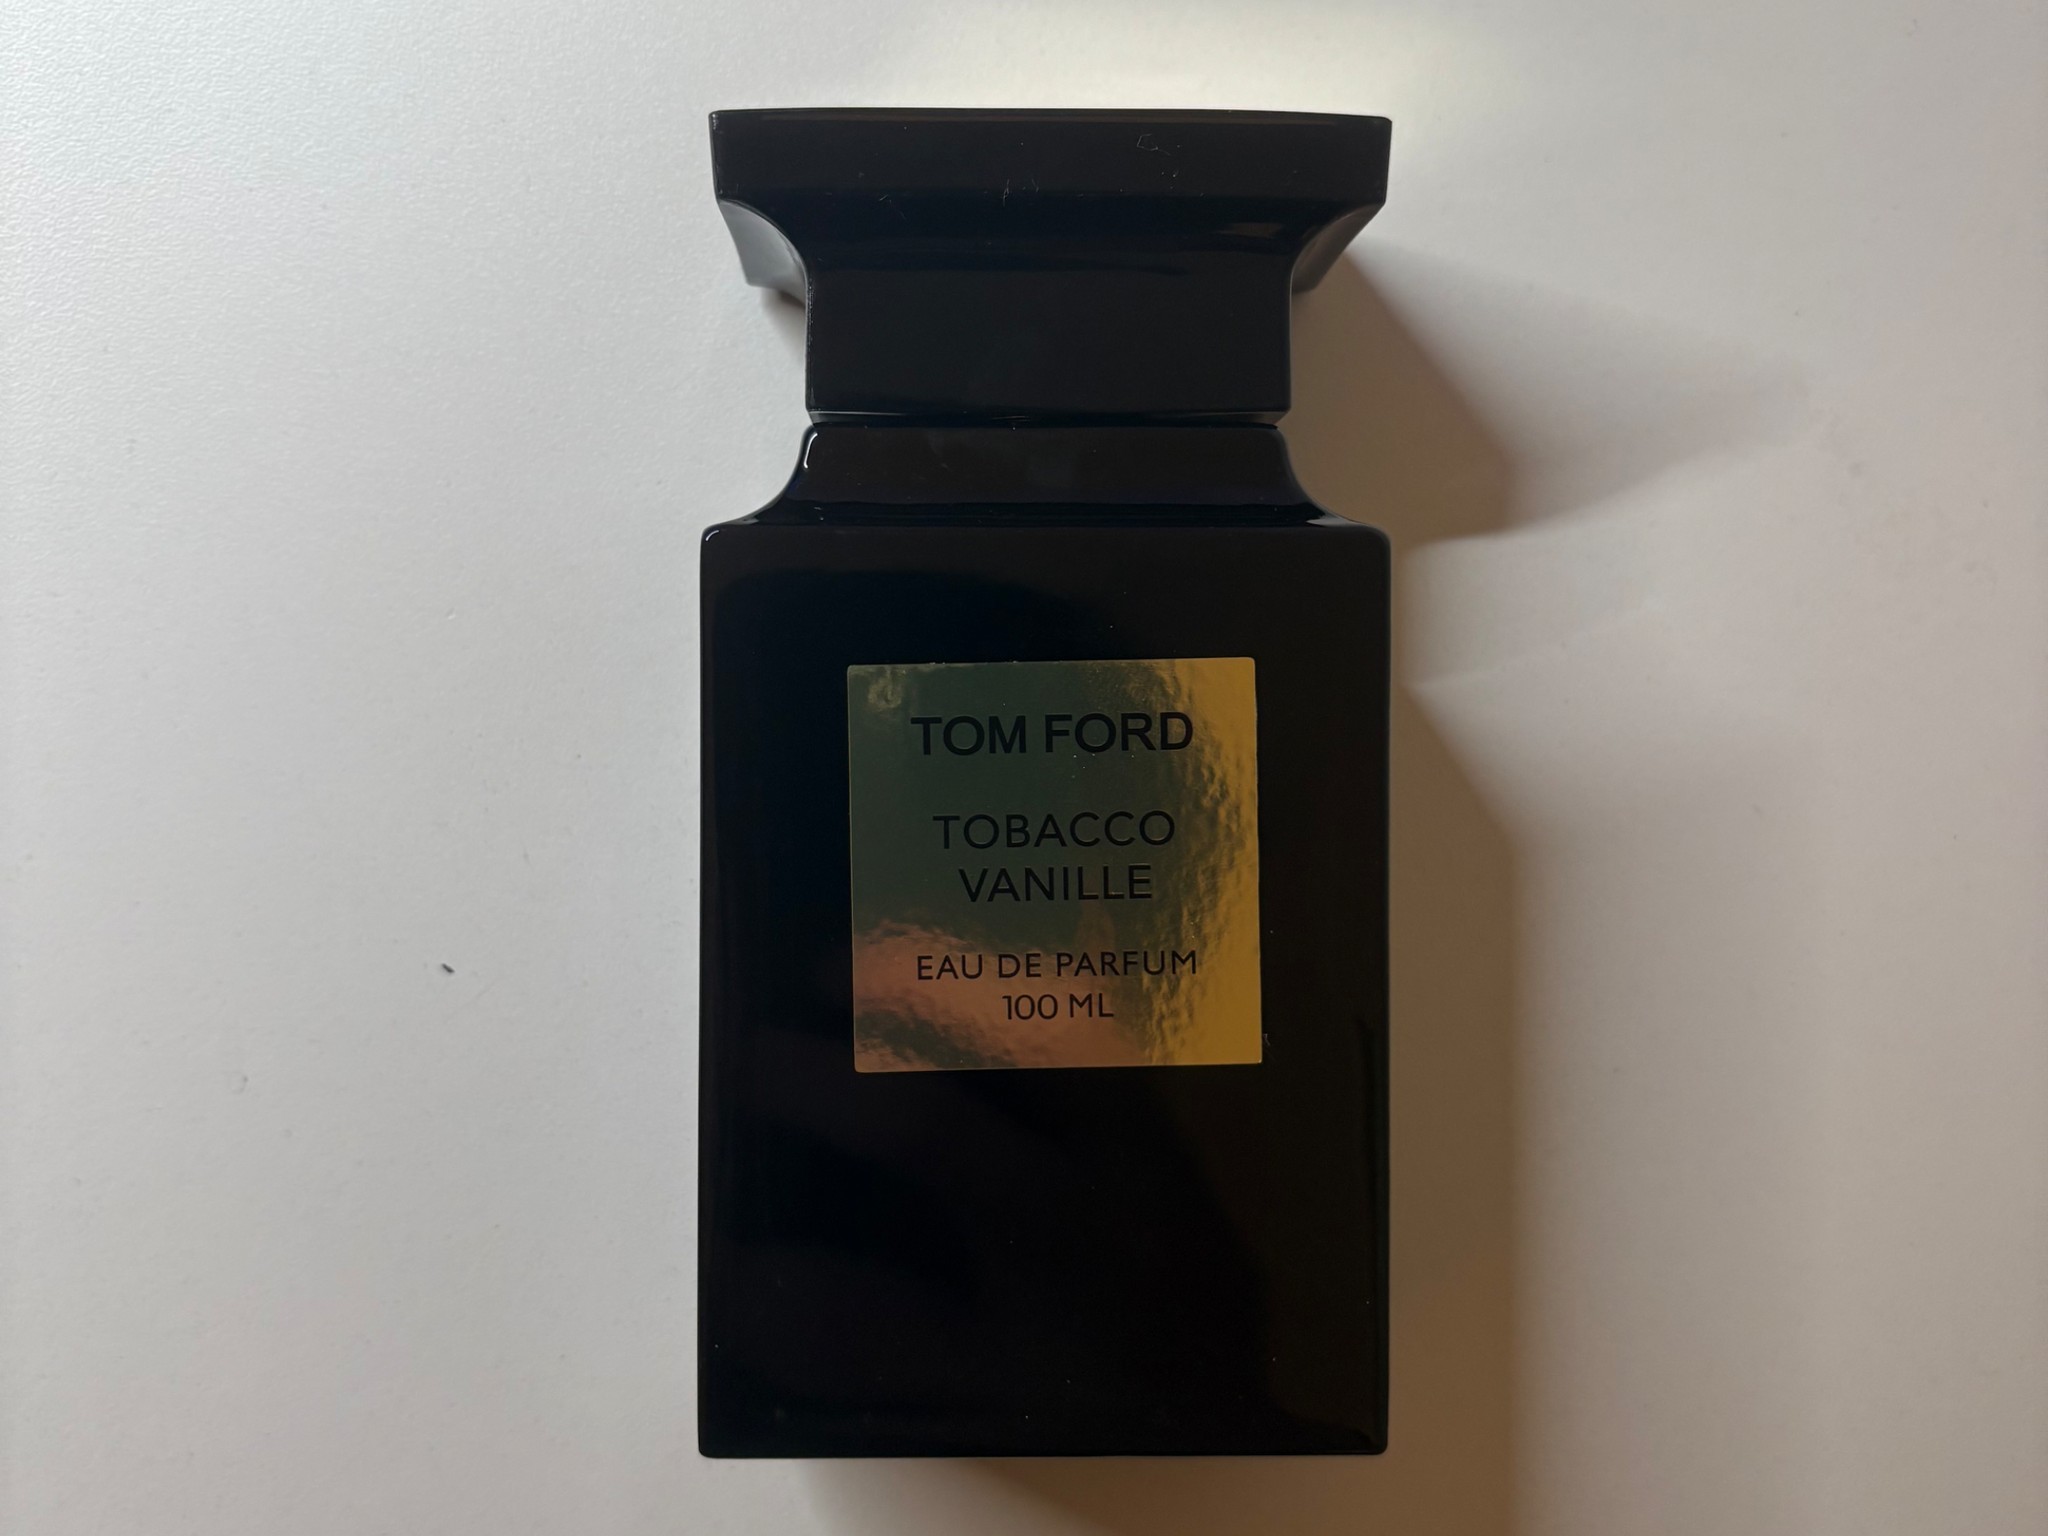 TOM FORD
TOBACCO
VANILLE
EAU DE PARFUM
100 ML